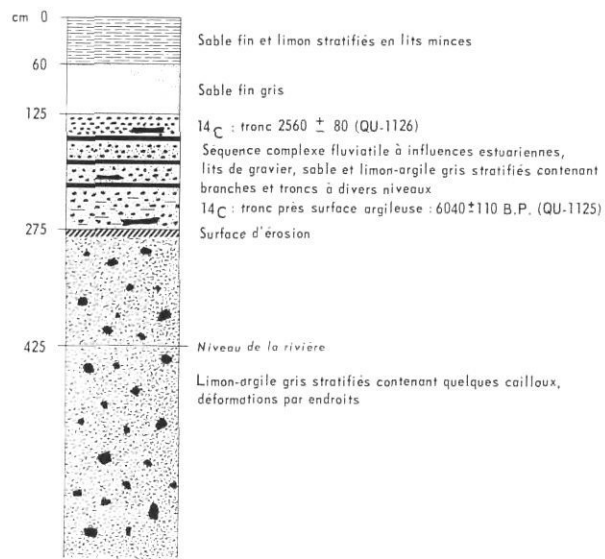 cm 0
Sable fin et limon stratifiés en lits minces
60
Sable fin gris
125
14C : tronc 2560 ± 80 (QU-1126)
Séquence complexe fluviatile à influences estuariennes,
lits de gravier, sable et limon-argile gris stratifiés contenant
branches et troncs à divers niveaux
14C : tronc près surface argileuse : 6040 ±110 B.P. (QU-1125)
275
Surface d'érosion
425
Niveau de la rivière
Limon-argile gris stratifiés contenant quelques cailloux,
déformations par endroits